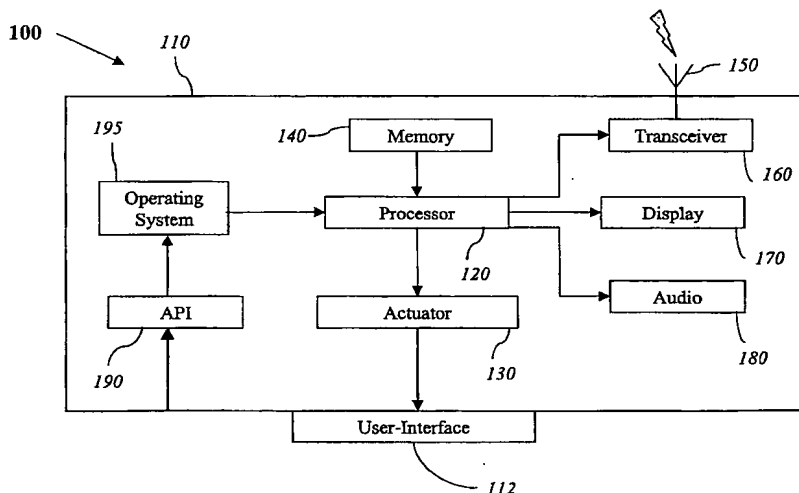 100
110
150
195
140
Memory
Transceiver
160
Operating
System
Processor
Display
120
170
API
Actuator
Audio
190
130
180
User-Interface
112